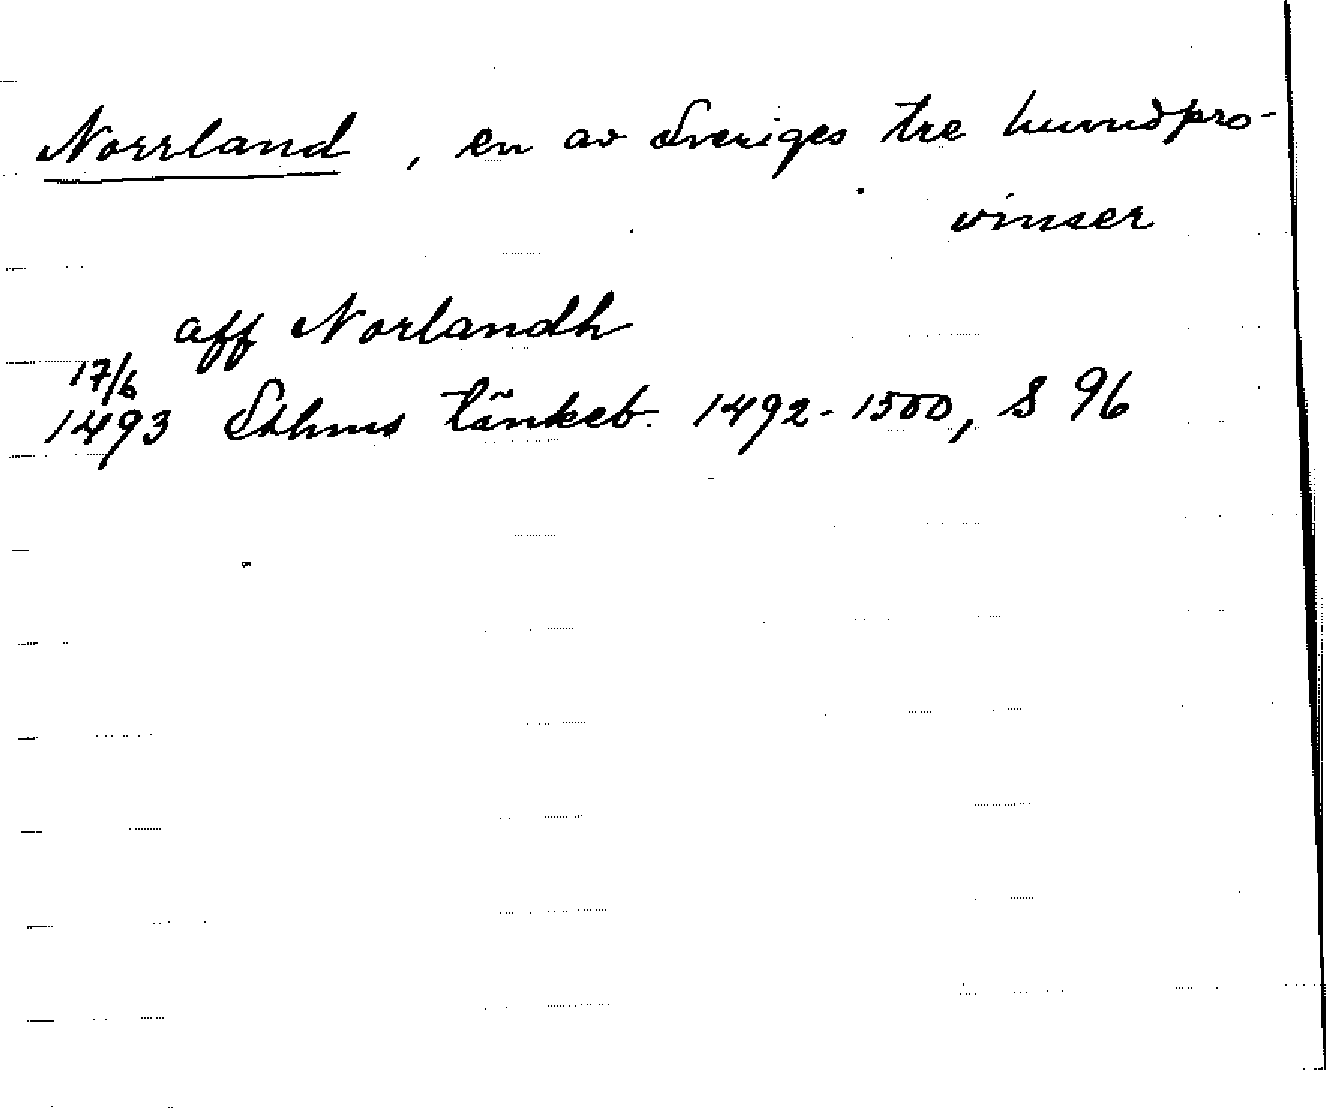 Norrland, en av Sveriges tre huvudpro-
vinser
aff Norlandh
17/6
1493 Sthms tänkeb. 1492-1500, S 96